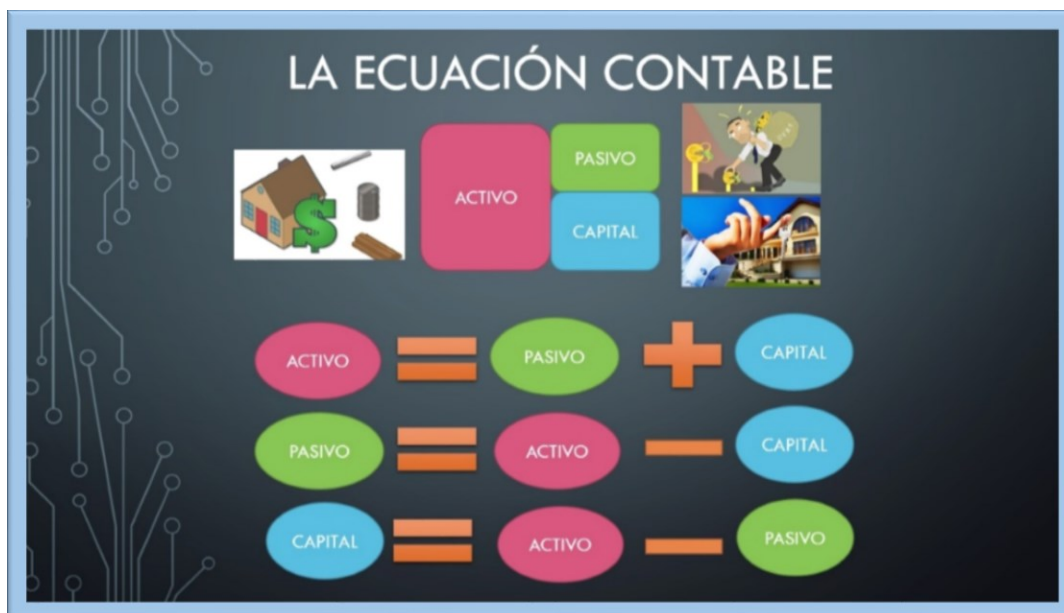 LA ECUACIÓN CONTABLE
ACTIVO
PASIVO
CAPITAL
ACTIVO = PASIVO + CAPITAL
PASIVO = ACTIVO - CAPITAL
CAPITAL = ACTIVO - PASIVO